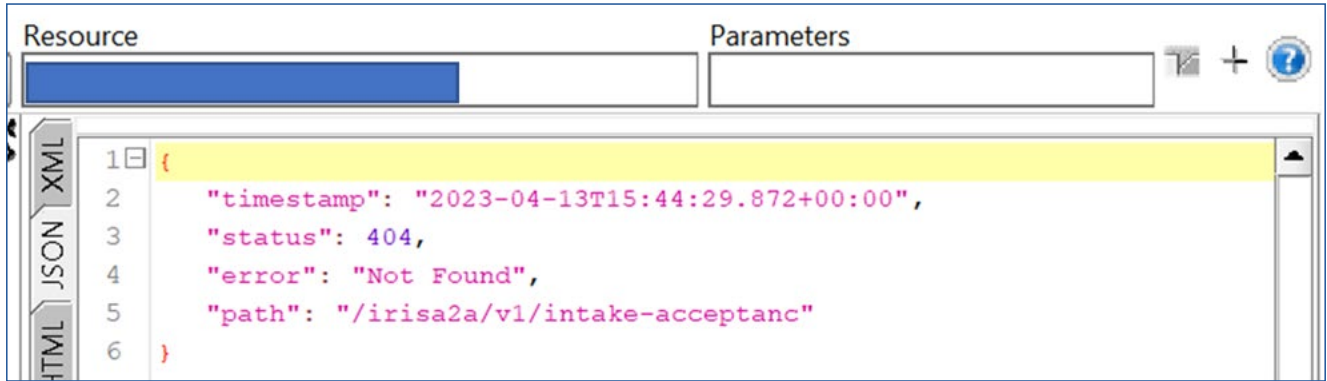 Resource
Parameters
XML
JSON
HTML
1 {
2 "timestamp": "2023-04-13T15:44:29.872+00:00",
3 "status": 404,
4 "error": "Not Found",
5 "path": "/irisa2a/v1/intake-acceptanc"
6 }